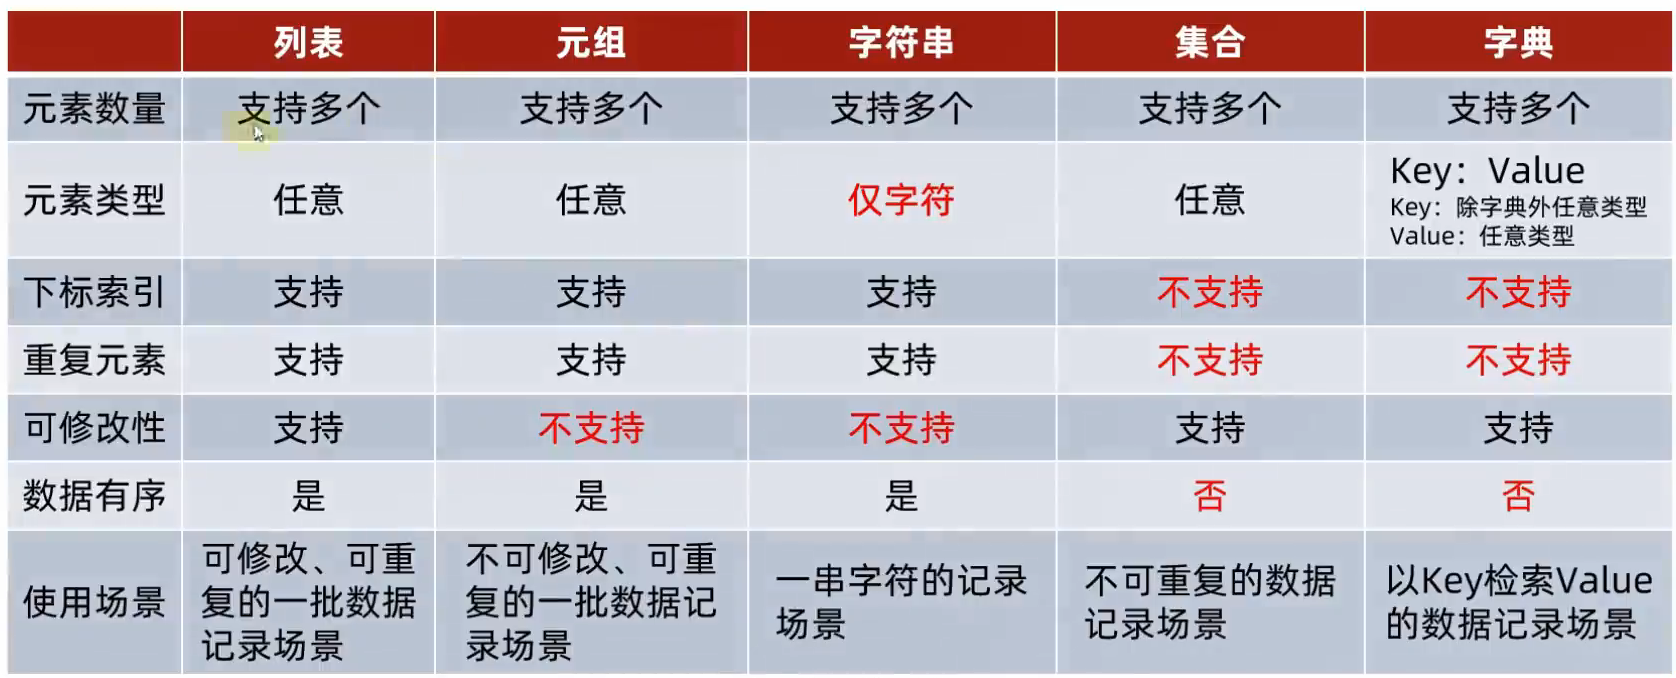 列表 元组 字符串 集合 字典
元素数量 支持多个 支持多个 支持多个 支持多个 支持多个
元素类型 任意 任意 仅字符 任意 Key：Value
Key：除字典外任意类型
Value：任意类型
下标索引 支持 支持 支持 不支持 不支持
重复元素 支持 支持 支持 不支持 不支持
可修改性 支持 不支持 不支持 支持 支持
数据有序 是 是 是 否 否
使用场景
可修改、可重
复的一批数据
记录场景
不可修改、可重
复的一批数据记
录场景
一串字符的记录
场景
不可重复的数据
记录场景
以Key检索Value
的数据记录场景